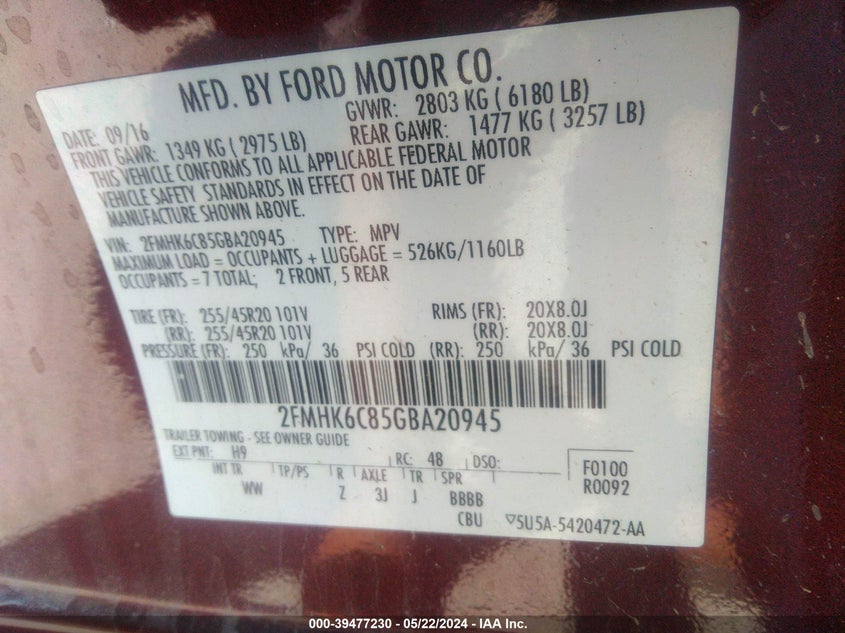 MFD. BY FORD MOTOR CO.
DATE: 09/16 GVWR: 2803 KG ( 6180 LB)
FRONT GAWR: 1349 KG ( 2975 LB) REAR GAWR: 1477 KG ( 3257 LB)
THIS VEHICLE CONFORMS TO ALL APPLICABLE FEDERAL MOTOR
VEHICLE SAFETY STANDARDS IN EFFECT ON THE DATE OF
MANUFACTURE SHOWN ABOVE.
VIN: 2FMHK6C85GBA20945 TYPE: MPV
MAXIMUM LOAD = OCCUPANTS + LUGGAGE = 526KG/1160LB
OCCUPANTS = 7 TOTAL; 2 FRONT, 5 REAR
TIRE (FR): 255/45R20 101V RIMS (FR): 20X8.0J
(RR): 255/45R20 101V (RR): 20X8.0J
PRESSURE (FR): 250 kPa/ 36 PSI COLD (RR): 250 kPa/ 36 PSI COLD
2FMHK6C85GBA20945
TRAILER TOWING - SEE OWNER GUIDE
EXT PNT: H9 RC: 48 DSO: F0100
INT TR TP/PS R AXLE TR SPR R0092
WW Z 3J J BBBB
CBU ▽5U5A-5420472-AA
000-39477230 - 05/22/2024 - IAA Inc.